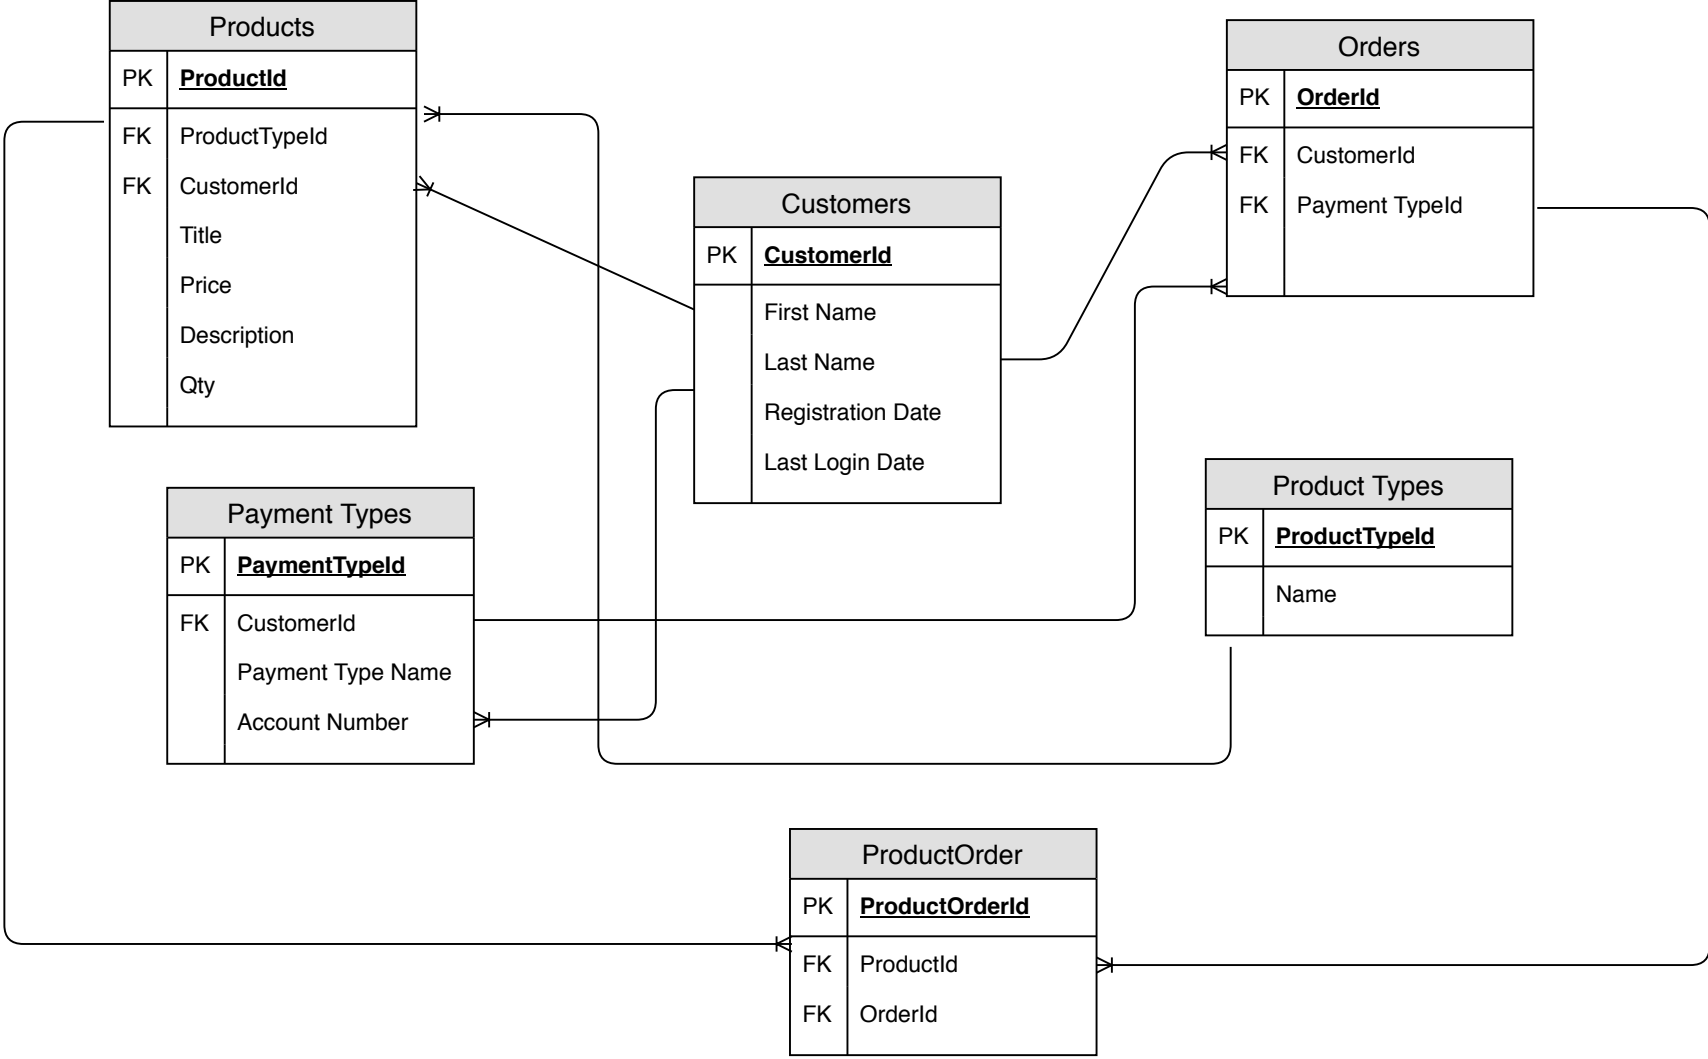 Products
PK ProductId
FK ProductTypeId
FK CustomerId
Title
Price
Description
Qty
Orders
PK OrderId
FK CustomerId
FK Payment TypeId
Customers
PK CustomerId
First Name
Last Name
Registration Date
Last Login Date
Payment Types
PK PaymentTypeId
FK CustomerId
Payment Type Name
Account Number
Product Types
PK ProductTypeId
Name
ProductOrder
PK ProductOrderId
FK ProductId
FK OrderId